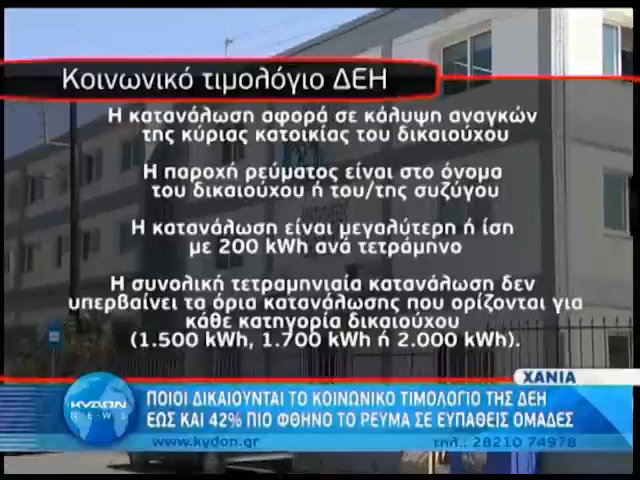 Κοινωνικό τιμολόγιο ΔΕΗ
Η κατανάλωση αφορά σε κάλυψη αναγκών
της κύριας κατοικίας του δικαιούχου
Η παροχή ρεύματος είναι στο όνομα
του δικαιούχου ή του/της συζύγου
Η κατανάλωση είναι μεγαλύτερη ή ίση
με 200 kWh ανά τετράμηνο
Η συνολική τετραμηνιαία κατανάλωση δεν
υπερβαίνει τα όρια κατανάλωσης που ορίζονται για
κάθε κατηγορία δικαιούχου
(1.500 kWh, 1.700 kWh ή 2.000 kWh).
ΧΑΝΙΑ
KYDON
NEWS
ΠΟΙΟΙ ΔΙΚΑΙΟΥΝΤΑΙ ΤΟ ΚΟΙΝΩΝΙΚΟ ΤΙΜΟΛΟΓΙΟ ΤΗΣ ΔΕΗ
ΕΩΣ ΚΑΙ 42% ΠΙΟ ΦΘΗΝΟ ΤΟ ΡΕΥΜΑ ΣΕ ΕΥΠΑΘΕΙΣ ΟΜΑΔΕΣ
www.kydon.gr
τηλ.: 28210 74978